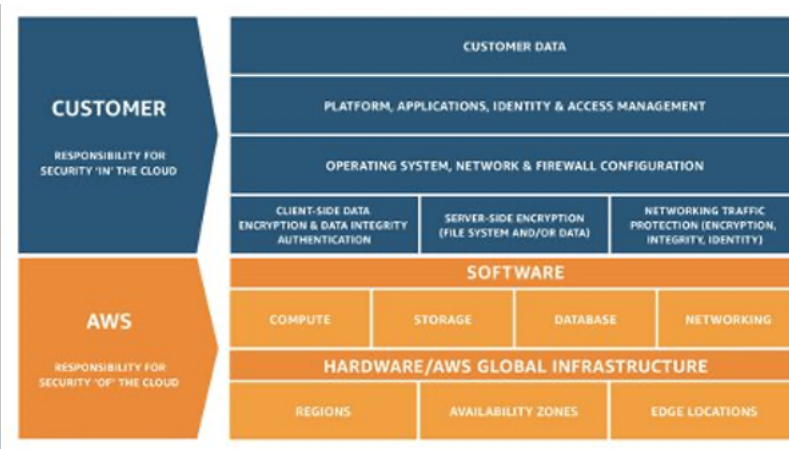 CUSTOMER
RESPONSIBILITY FOR
SECURITY 'IN' THE CLOUD
CUSTOMER DATA
PLATFORM, APPLICATIONS, IDENTITY & ACCESS MANAGEMENT
OPERATING SYSTEM, NETWORK & FIREWALL CONFIGURATION
CLIENT-SIDE DATA
ENCRYPTION & DATA INTEGRITY
AUTHENTICATION
SERVER-SIDE ENCRYPTION
(FILE SYSTEM AND/OR DATA)
NETWORKING TRAFFIC
PROTECTION (ENCRYPTION,
INTEGRITY, IDENTITY)
AWS
RESPONSIBILITY FOR
SECURITY 'OF' THE CLOUD
SOFTWARE
COMPUTE
STORAGE
DATABASE
NETWORKING
HARDWARE/AWS GLOBAL INFRASTRUCTURE
REGIONS
AVAILABILITY ZONES
EDGE LOCATIONS